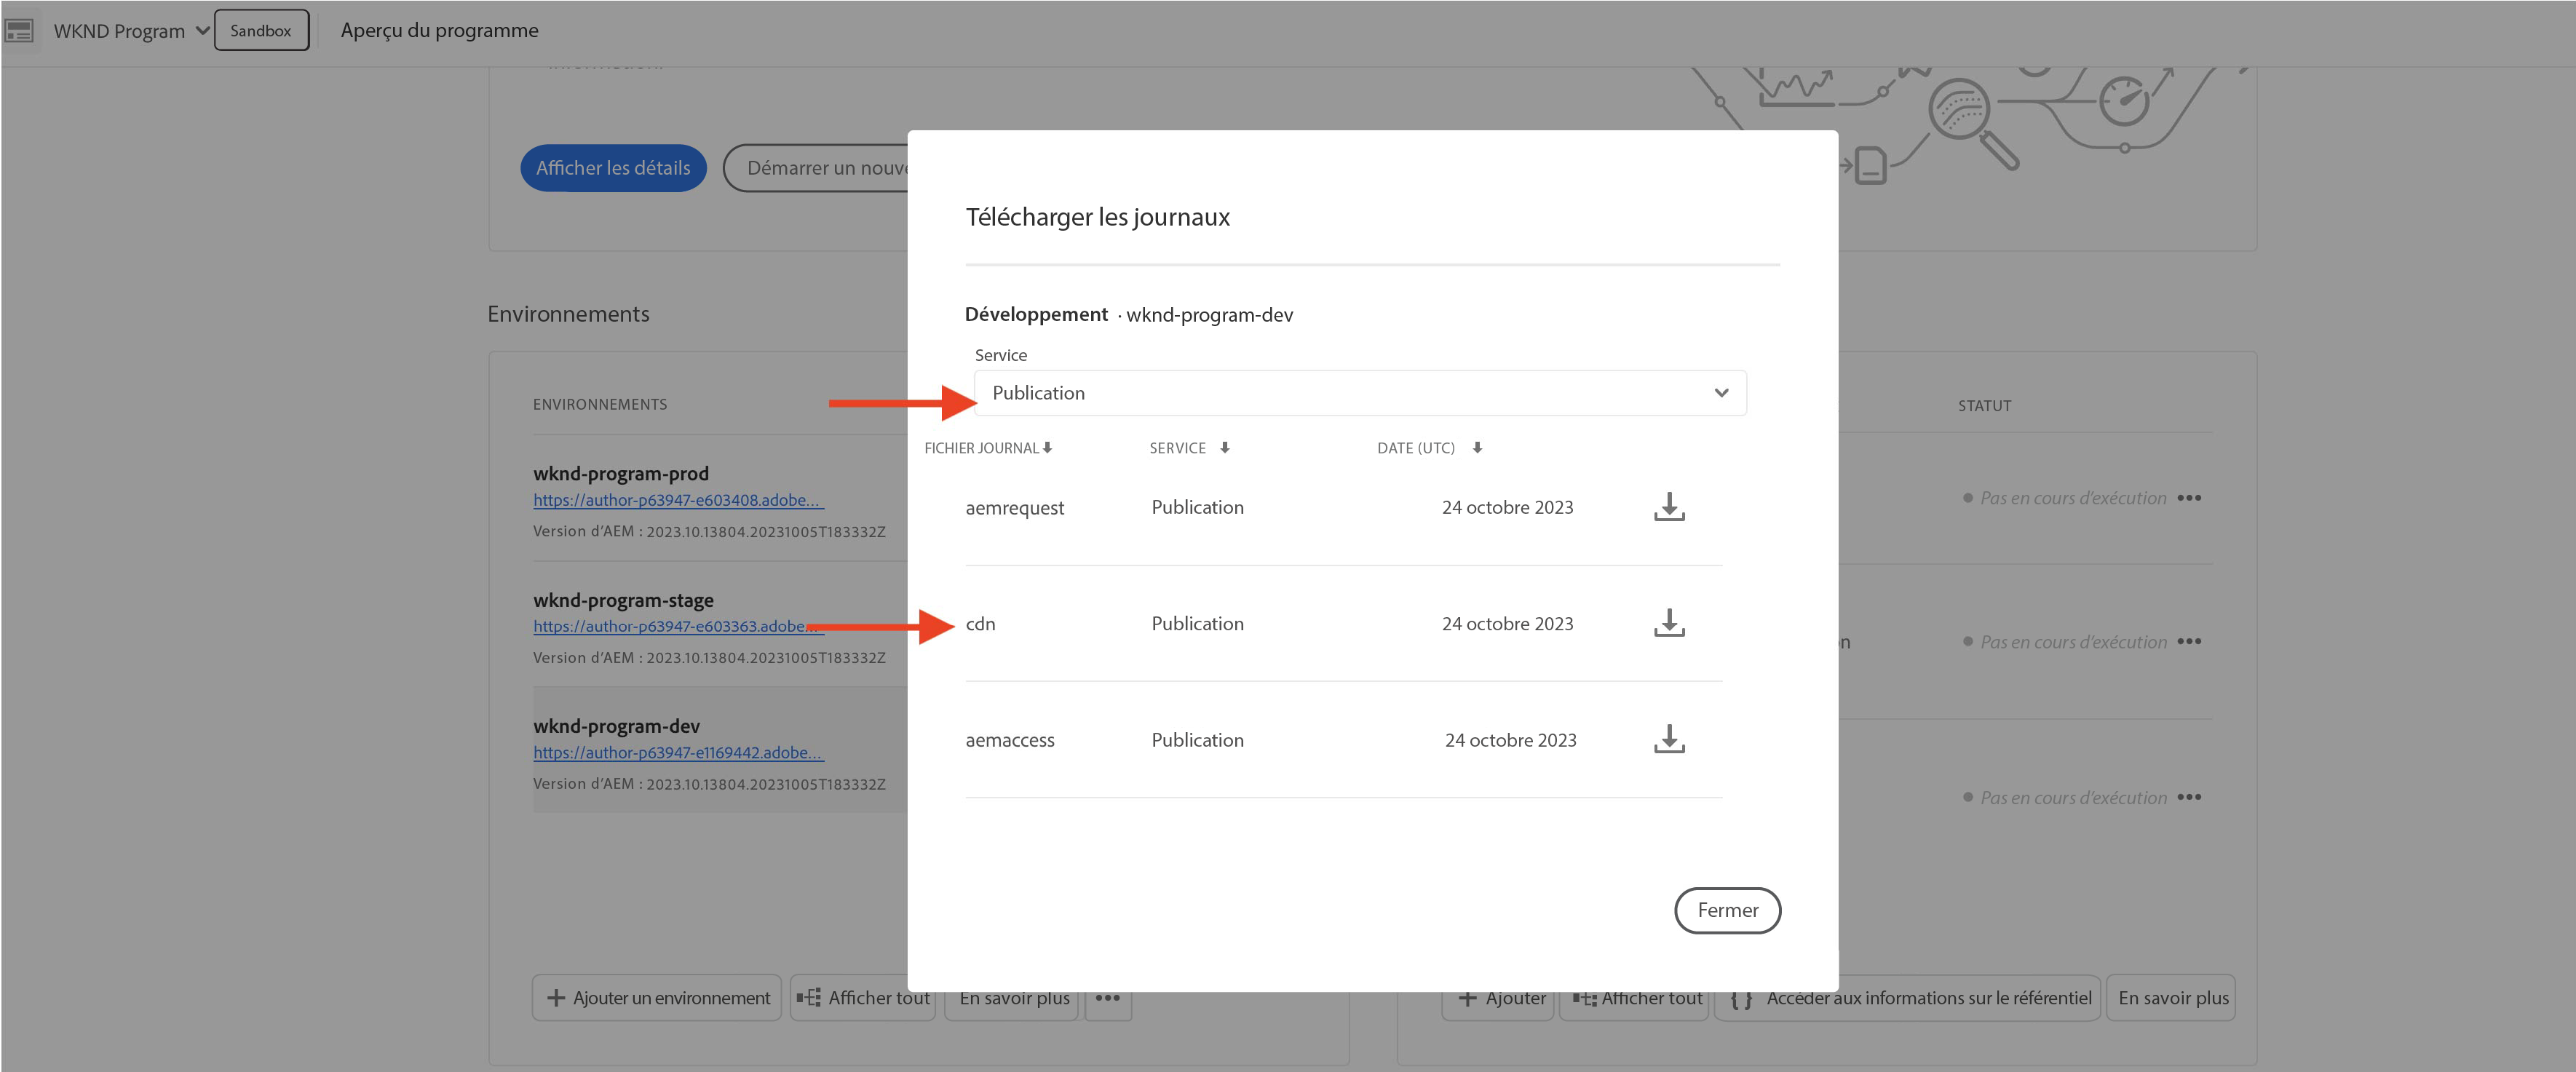 WKND Program Sandbox Aperçu du programme
Afficher les détails Démarrer un nouve
Télécharger les journaux
Environnements
Développement · wknd-program-dev
Service
Publication
ENVIRONNEMENTS STATUT
FICHIER JOURNAL SERVICE DATE (UTC)
wknd-program-prod
https://author-p63947-e603408.adobe...
Version d'AEM : 2023.10.13804.20231005T183332Z
Pas en cours d'exécution
aemrequest Publication 24 octobre 2023
wknd-program-stage
https://author-p63947-e603363.adobe...
Version d'AEM : 2023.10.13804.20231005T183332Z
cdn Publication 24 octobre 2023
n Pas en cours d'exécution
wknd-program-dev
https://author-p63947-e1169442.adobe...
Version d'AEM : 2023.10.13804.20231005T183332Z
aemaccess Publication 24 octobre 2023
Pas en cours d'exécution
Fermer
Ajouter un environnement Afficher tout En savoir plus
Ajouter Afficher tout { } Accéder aux informations sur le référentiel En savoir plus